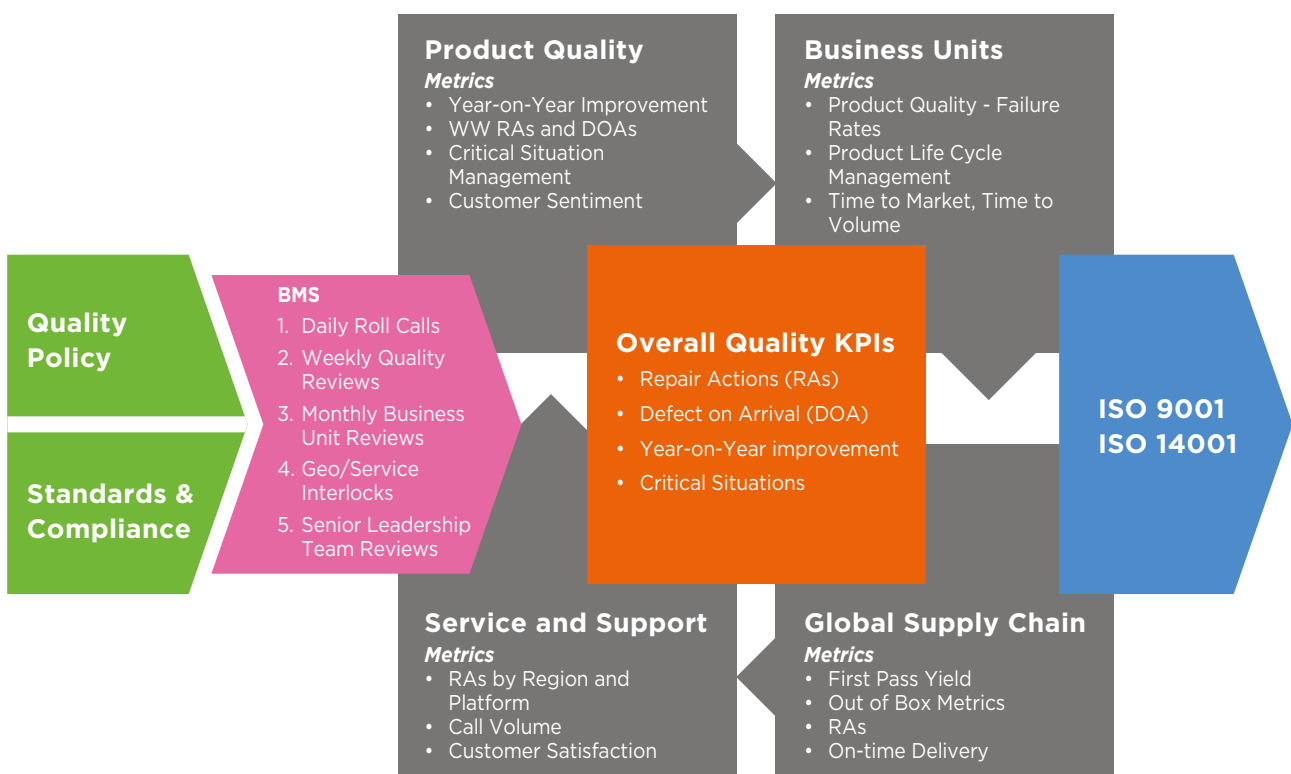 Product Quality
Metrics
• Year-on-Year Improvement
• WW RAs and DOAs
• Critical Situation
Management
• Customer Sentiment
Business Units
Metrics
• Product Quality - Failure
Rates
• Product Life Cycle
Management
• Time to Market, Time to
Volume
Quality
Policy
Standards &
Compliance
BMS
1. Daily Roll Calls
2. Weekly Quality
Reviews
3. Monthly Business
Unit Reviews
4. Geo/Service
Interlocks
5. Senior Leadership
Team Reviews
Overall Quality KPIs
• Repair Actions (RAs)
• Defect on Arrival (DOA)
• Year-on-Year improvement
• Critical Situations
ISO 9001
ISO 14001
Service and Support
Metrics
• RAs by Region and
Platform
• Call Volume
• Customer Satisfaction
Global Supply Chain
Metrics
• First Pass Yield
• Out of Box Metrics
• RAs
• On-time Delivery